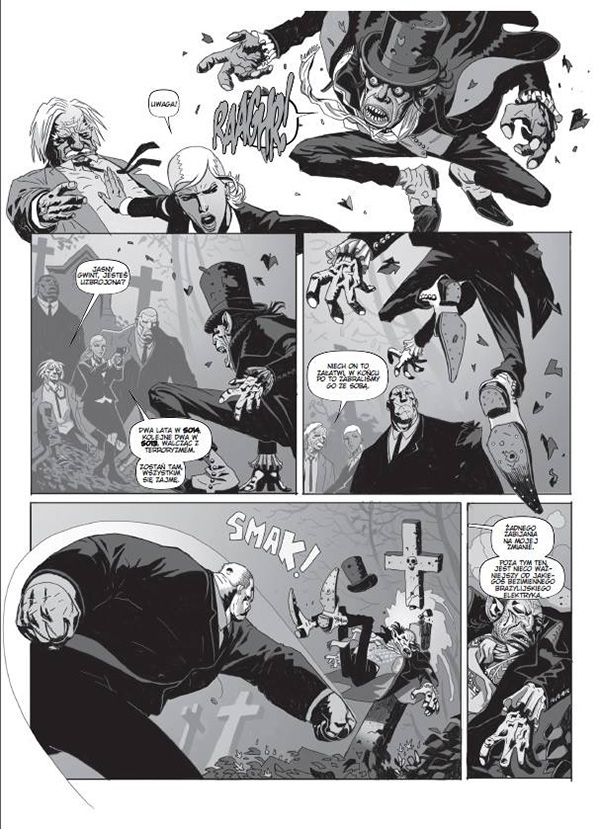 UWAGA!
RAAGHR!
JASNY
GWINT, JESTEŚ
UZBROJONA?
DWA LATA W SO14,
KOLEJNE DWA W
SO13, WALCZĄC Z
TERRORYZMEM.
ZOSTAŃ TAM,
WSZYSTKIM
SIĘ ZAJMĘ.
NIECH ON TO
ZAŁATWI, W KOŃCU
PO TO ZABRALIŚMY
GO ZE SOBĄ.
SMAK!
ŻADNEGO
ZABIJANIA
NA MOJEJ
ZMIANIE.
POZA TYM TEN,
JEST NIECO WAŻ-
NIEJSZY OD JAKIE-
GOŚ BEZIMIENNEGO
BRAZYLIJSKIEGO
ELEKTRYKA.